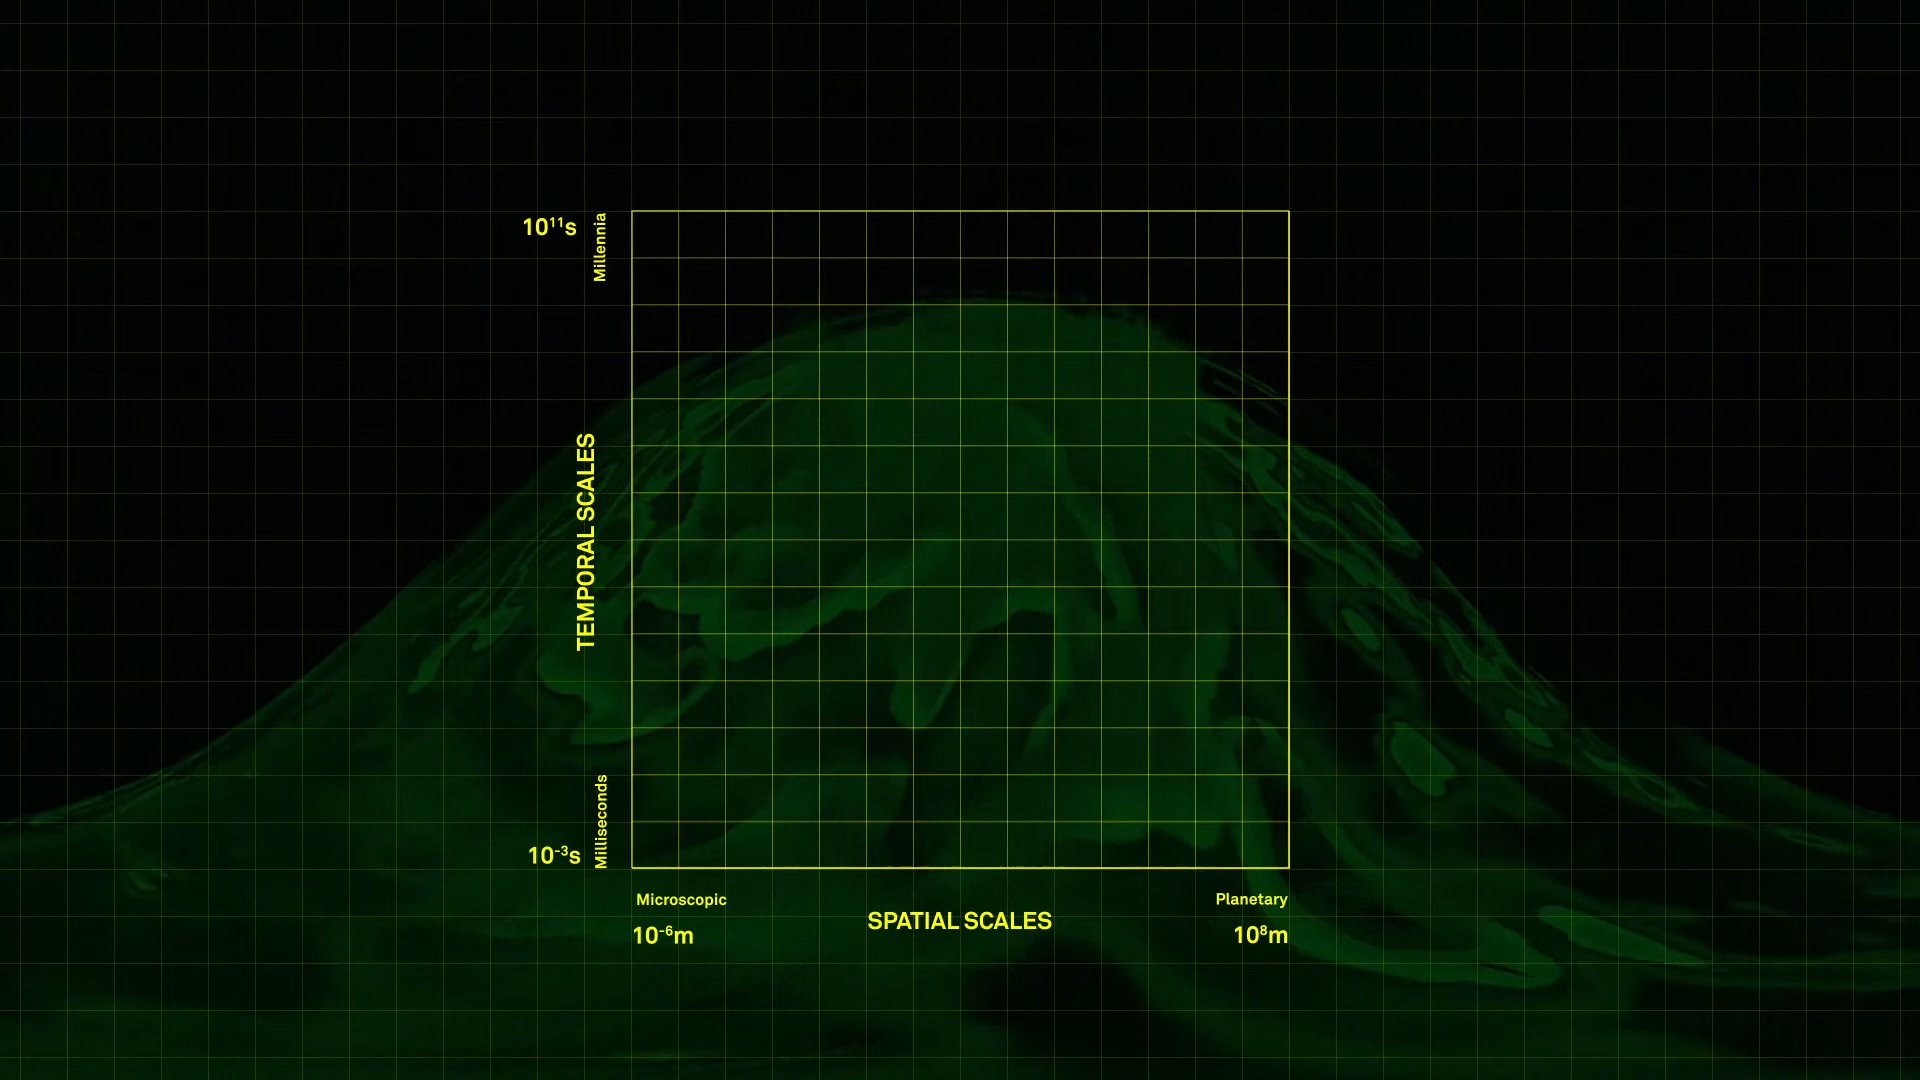 10¹¹s
Millennia
TEMPORAL SCALES
Milliseconds
10⁻³s
Microscopic
Planetary
SPATIAL SCALES
10⁻⁶m
10⁸m